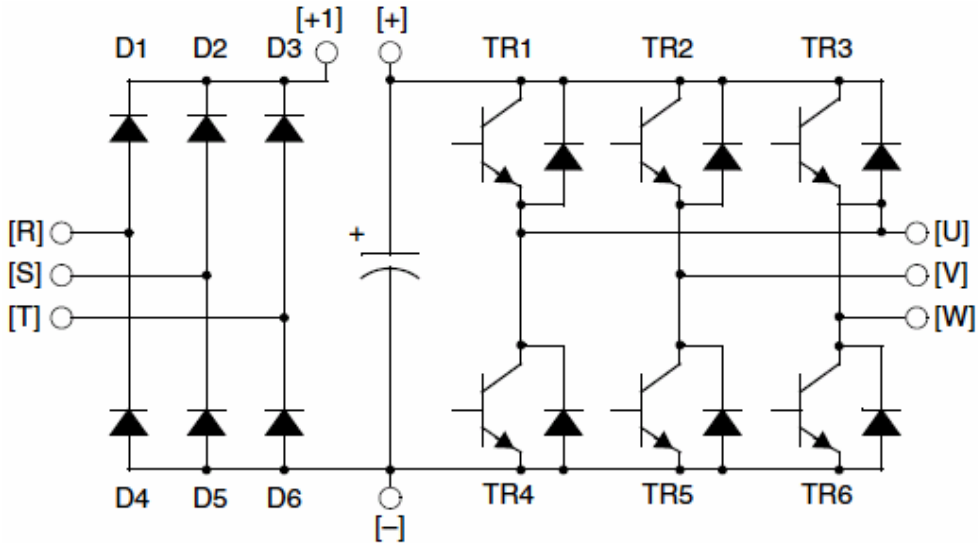 [+1] [+]
D1 D2 D3 TR1 TR2 TR3
[R] + [U]
[S] [V]
[T] [W]
D4 D5 D6 TR4 TR5 TR6
[–]